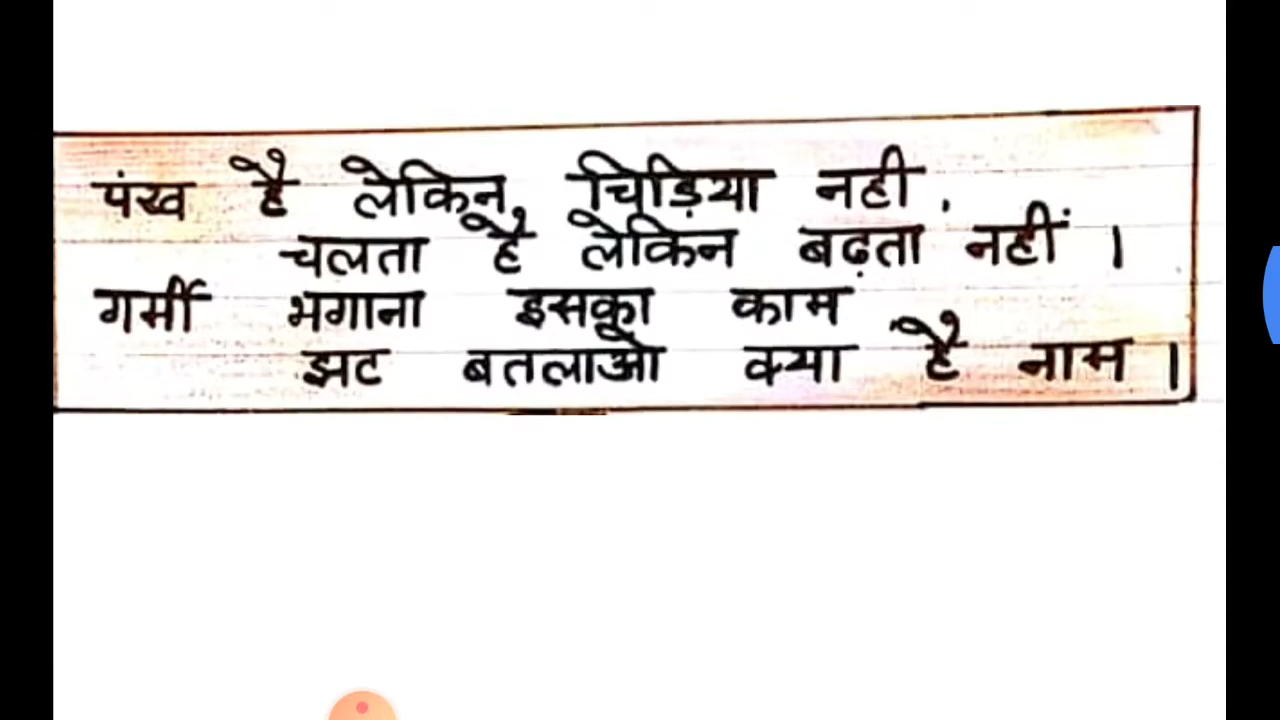 पंख है लेकिन चिड़िया नही,
चलता है लेकिन बढ़ता नहीं ।
गर्मी भगाना इसका काम
झट बतलाओ क्या है नाम ।